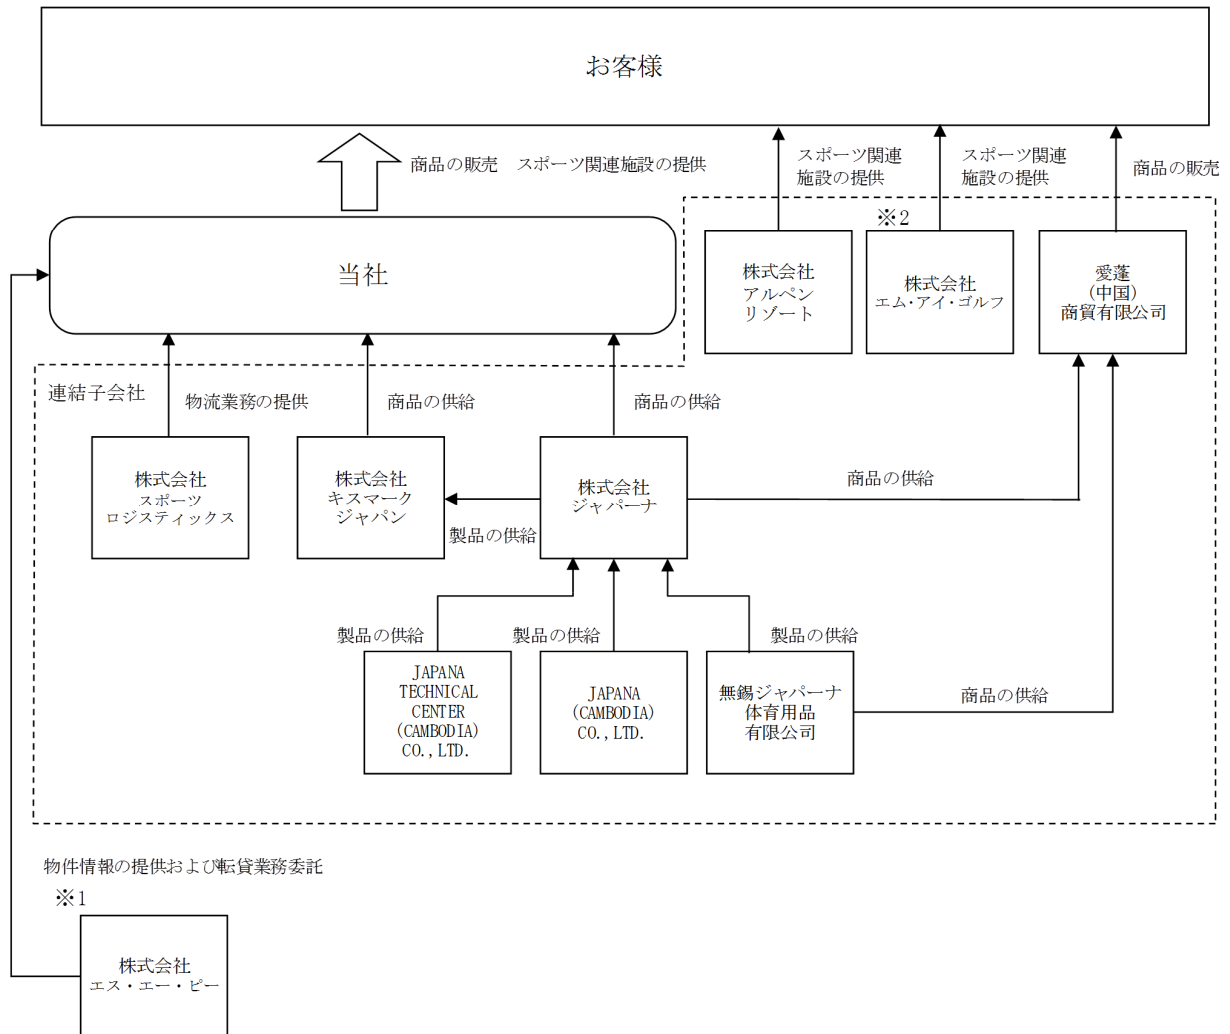 お客様
商品の販売　スポーツ関連施設の提供
スポーツ関連
施設の提供
スポーツ関連
施設の提供
商品の販売
※2
当社
株式会社
アルペン
リゾート
株式会社
エム・アイ・ゴルフ
愛蓬
(中国)
商貿有限公司
連結子会社
物流業務の提供
商品の供給
商品の供給
株式会社
スポーツ
ロジスティックス
株式会社
キスマーク
ジャパン
株式会社
ジャパーナ
商品の供給
製品の供給
製品の供給
製品の供給
製品の供給
JAPANA
TECHNICAL
CENTER
(CAMBODIA)
CO.,LTD.
JAPANA
(CAMBODIA)
CO.,LTD.
無錫ジャパーナ
体育用品
有限公司
商品の供給
物件情報の提供および転貸業務委託
※1
株式会社
エス・エー・ピー